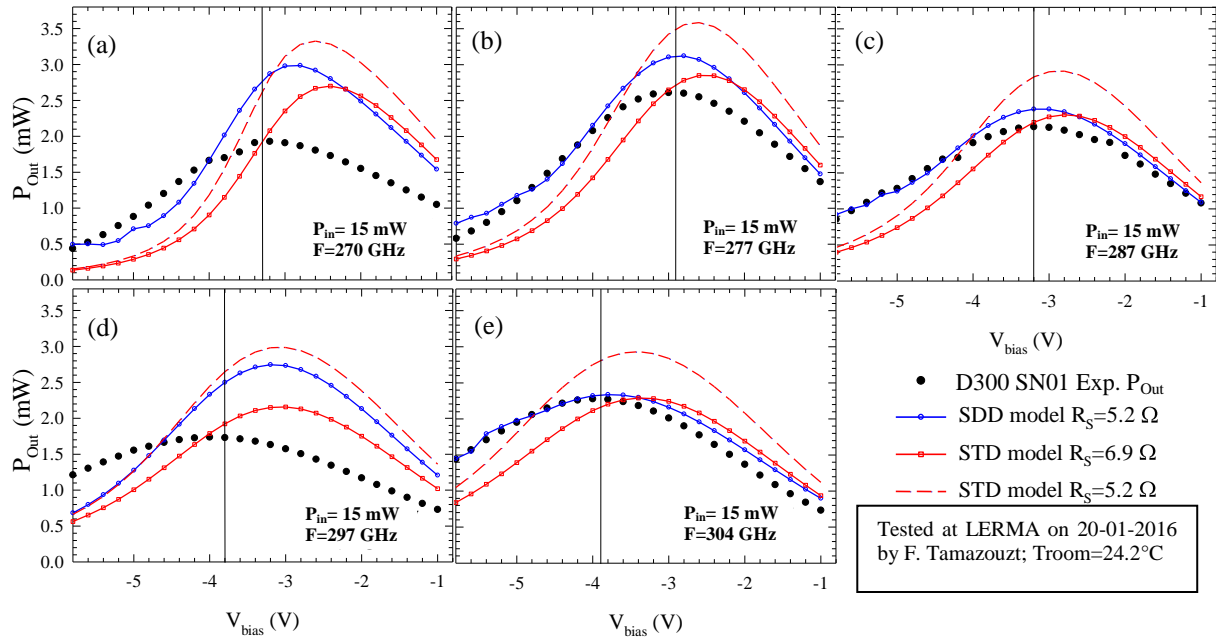 3.5
3.0
2.5
2.0
1.5
1.0
0.5
0.0
P_Out (mW)
(a)
P_in= 15 mW
F=270 GHz
(b)
P_in= 15 mW
F=277 GHz
-5 -4 -3 -2 -1
(c)
P_in= 15 mW
F=287 GHz
V_bias (V)
3.5
3.0
2.5
2.0
1.5
1.0
0.5
0.0
P_Out (mW)
(d)
P_in= 15 mW
F=297 GHz
-5 -4 -3 -2 -1
V_bias (V)
(e)
P_in= 15 mW
F=304 GHz
-5 -4 -3 -2 -1
V_bias (V)
D300 SN01 Exp. P_Out
SDD model R_S=5.2 Ω
STD model R_S=6.9 Ω
STD model R_S=5.2 Ω
Tested at LERMA on 20-01-2016
by F. Tamazouzt; Troom=24.2°C